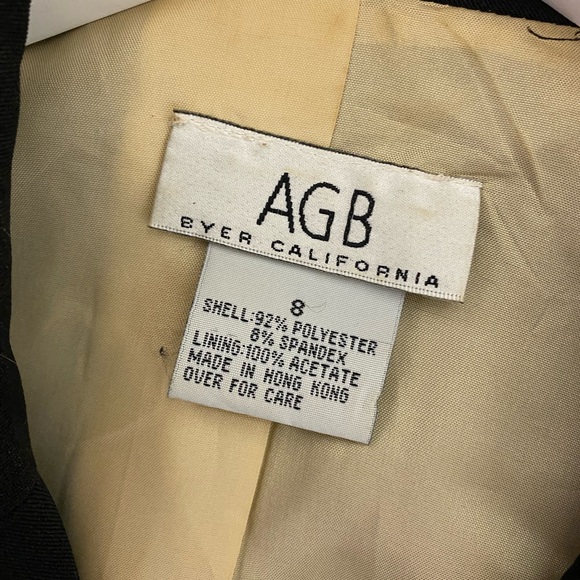 AGB
BYER CALIFORNIA
8
SHELL:92% POLYESTER
8% SPANDEX
LINING:100% ACETATE
MADE IN HONG KONG
OVER FOR CARE